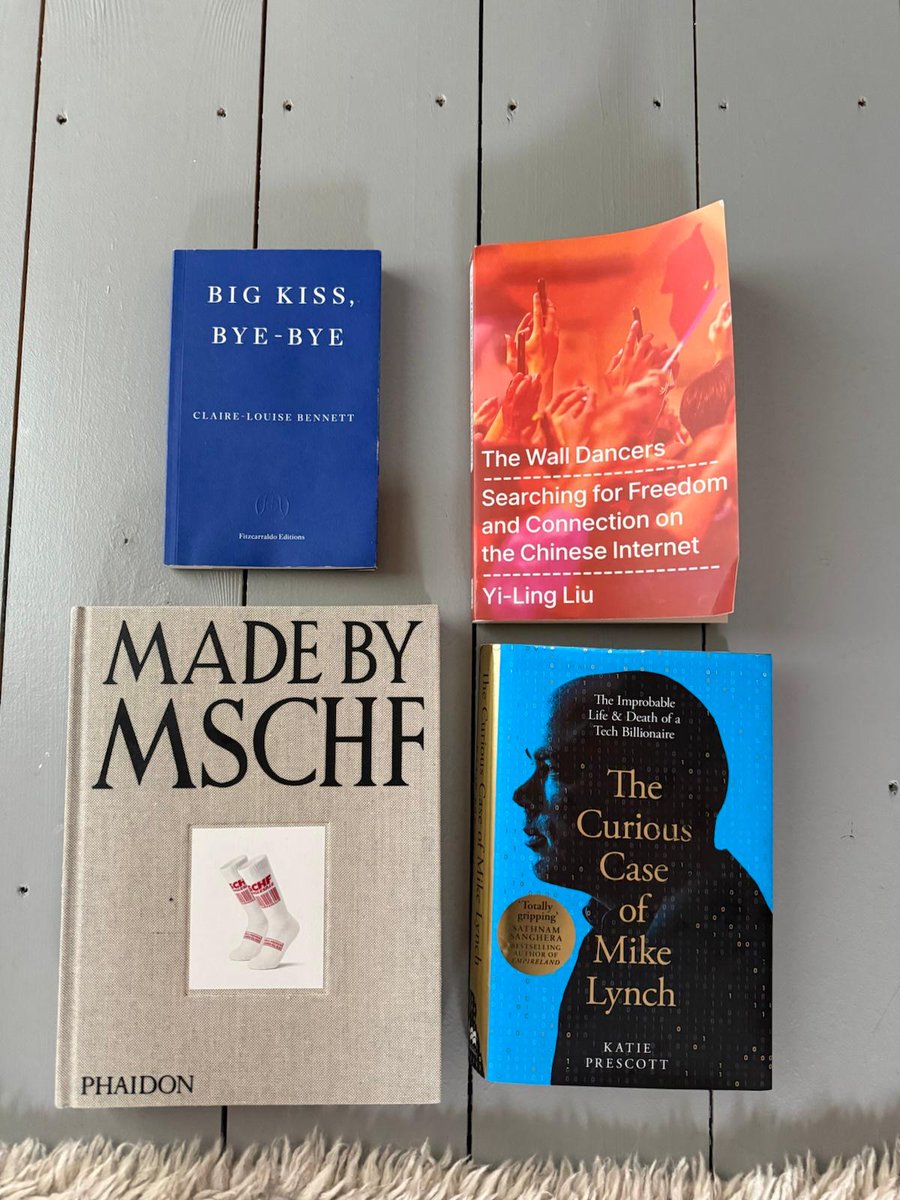 BIG KISS,
BYE-BYE
CLAIRE-LOUISE BENNETT
Fitzcarraldo Editions
The Wall Dancers
Searching for Freedom
and Connection on
the Chinese Internet
Yi-Ling Liu
MADE BY
MSCHF
PHAIDON
The Curious Case of Mike Lynch
The Improbable
Life & Death of a
Tech Billionaire
The
Curious
Case
of
Mike
Lynch
'Totally
gripping'
SATHNAM
SANGHERA
BESTSELLING
AUTHOR OF
EMPIRELAND
KATIE
PRESCOTT